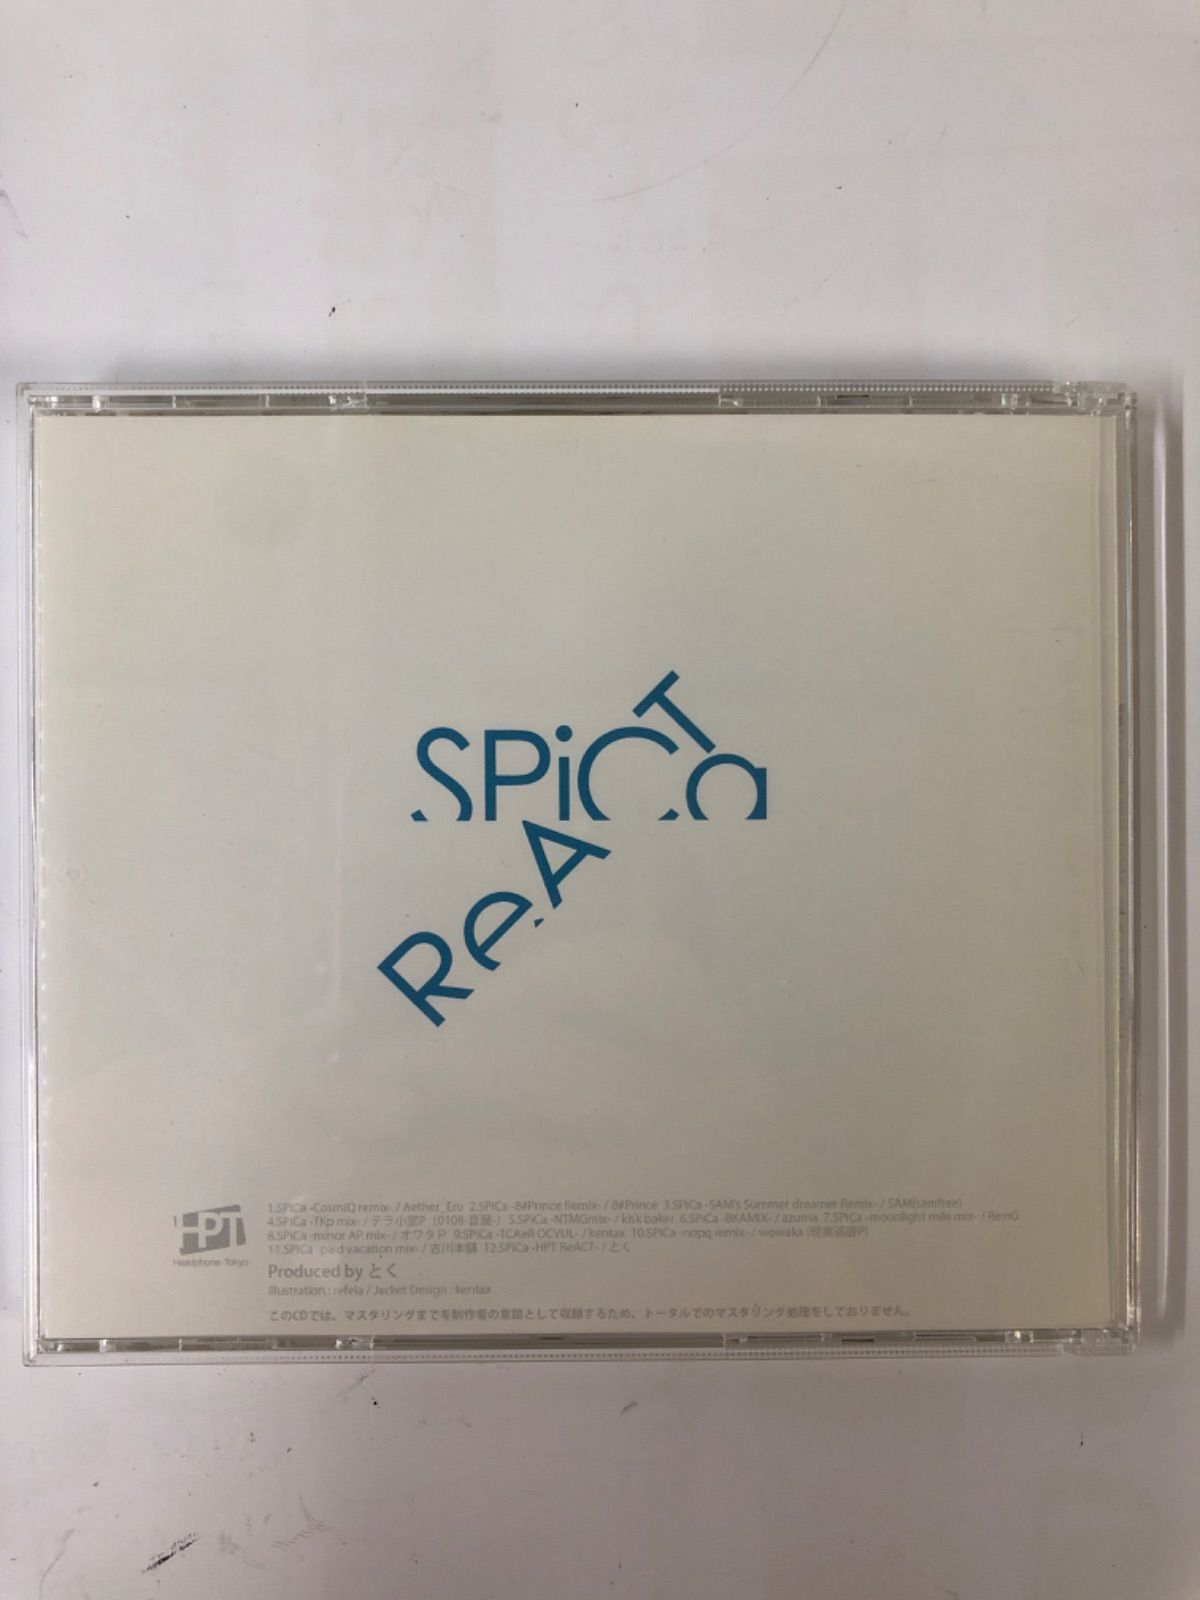 SPiCa
ReACT
HPT
Headphone-Tokyo
1.SPiCa -CosmiQ remix- / Aether_Eru 2.SPiCa -8#Prince Remix- / 8#Prince 3.SPiCa -SAM's Summer dreamer Remix- / SAM(samfree)
4.SPiCa -TKp mix- / テラ小室P（0108-音屋-）5.SPiCa -NTMGmix- / kisk baker 6.SPiCa -BKAMiX- / azuma 7.SPiCa -moonlight mile mix- / Re:nG
8.SPiCa -minor AP mix- / オワタP 9.SPiCa -TCAeR OCVUL- / kentax 10.SPiCa -nopq remix- / wowaka (現実逃避P)
11.SPiCa -paid vacation mix- / 古川本舗 12.SPiCa -HPT ReACT- / とく
Produced by とく
illustration : refeia / Jacket Design : kentax
このCDでは、マスタリングまでを制作者の意図として収録するため、トータルでのマスタリング処理をしておりません。